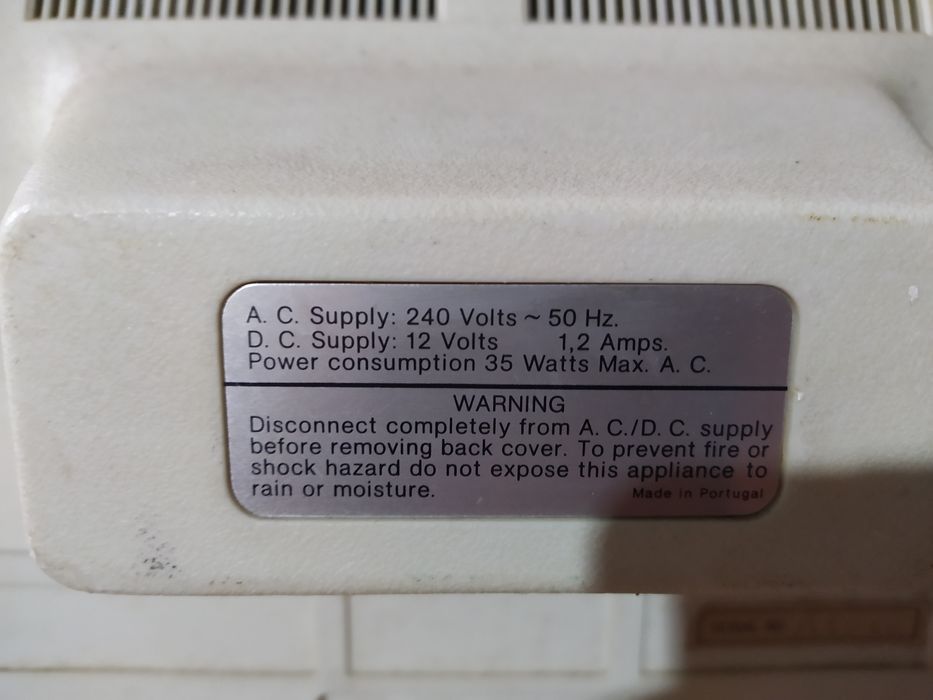 A. C. Supply: 240 Volts ~ 50 Hz.
D. C. Supply: 12 Volts 1,2 Amps.
Power consumption 35 Watts Max. A. C.
WARNING
Disconnect completely from A. C./D. C. supply
before removing back cover. To prevent fire or
shock hazard do not expose this appliance to
rain or moisture.
Made in Portugal